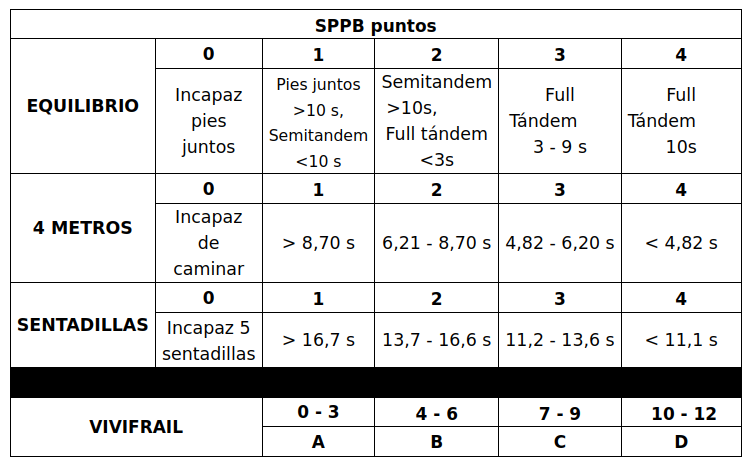 SPPB puntos
EQUILIBRIO
0 1 2 3 4
Incapaz
pies
juntos
Pies juntos
>10 s,
Semitandem
<10 s
Semitandem
>10s,
Full tándem
<3s
Full
Tándem
3 - 9 s
Full
Tándem
10s
4 METROS
0 1 2 3 4
Incapaz
de
caminar
> 8,70 s
6,21 - 8,70 s
4,82 - 6,20 s
< 4,82 s
SENTADILLAS
0 1 2 3 4
Incapaz 5
sentadillas
> 16,7 s
13,7 - 16,6 s
11,2 - 13,6 s
< 11,1 s
VIVIFRAIL
0 - 3 4 - 6 7 - 9 10 - 12
A B C D